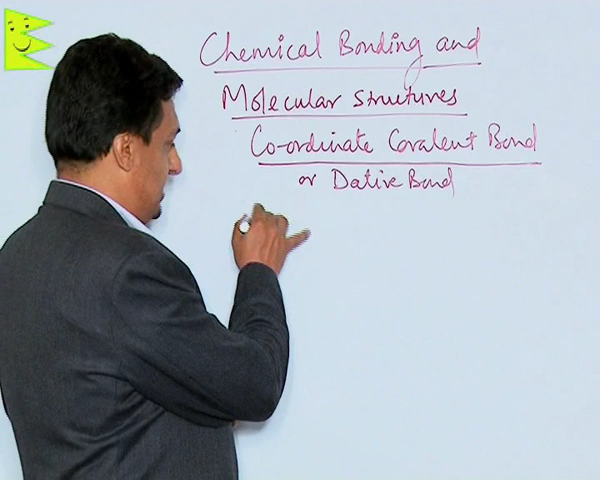 Chemical Bonding and
Molecular structures
Co-ordinate Covalent Bond
or Dative Bond